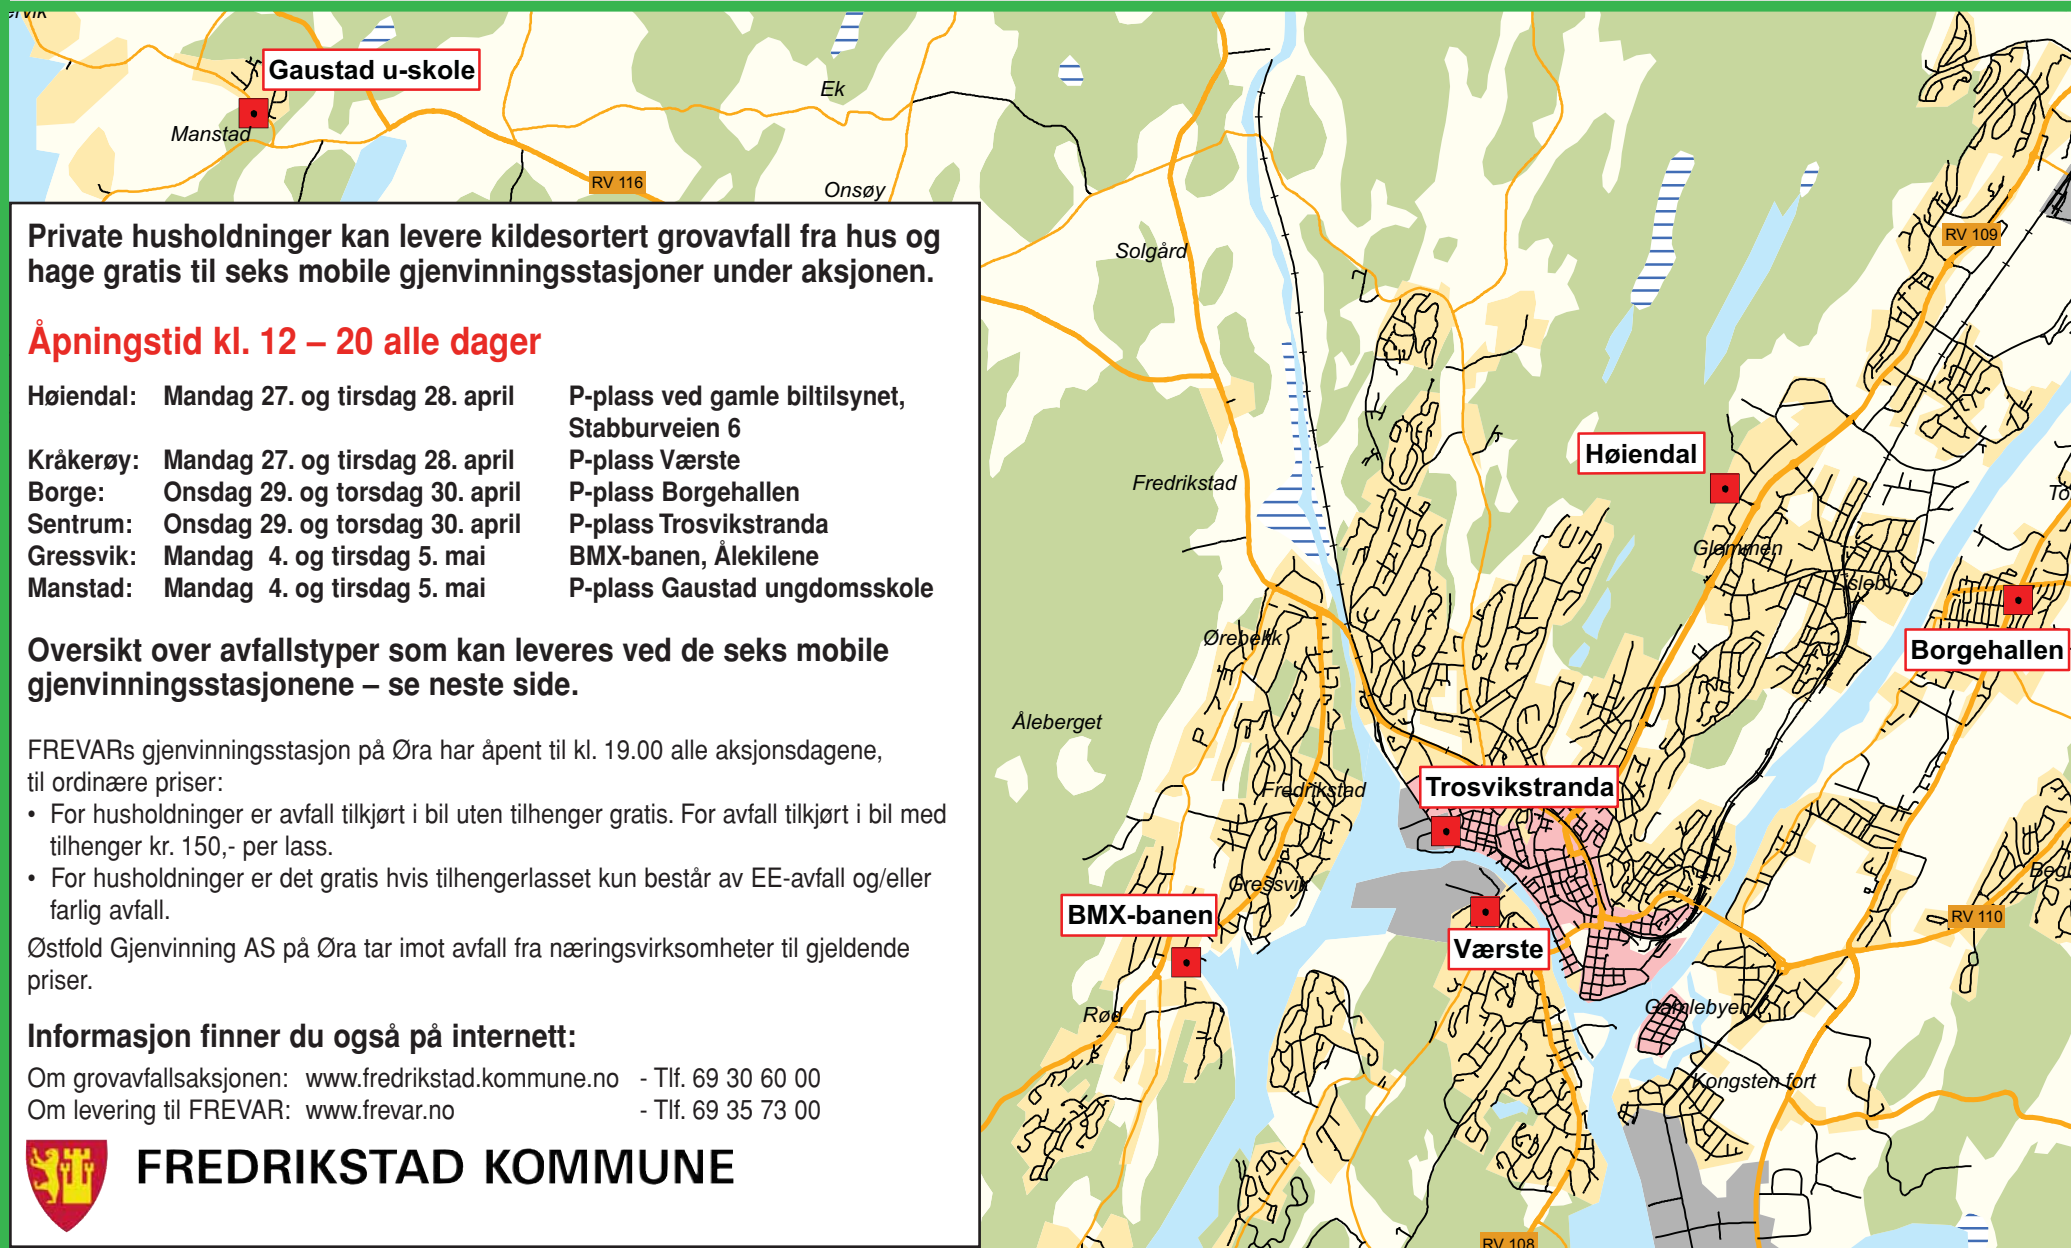 Gaustad u-skole
Manstad
Ek
RV 116
Onsøy
Private husholdninger kan levere kildesortert grovavfall fra hus og
hage gratis til seks mobile gjenvinningsstasjoner under aksjonen.
Åpningstid kl. 12 – 20 alle dager
Høiendal: Mandag 27. og tirsdag 28. april P-plass ved gamle biltilsynet,
Stabburveien 6
Kråkerøy: Mandag 27. og tirsdag 28. april P-plass Værste
Borge: Onsdag 29. og torsdag 30. april P-plass Borgehallen
Sentrum: Onsdag 29. og torsdag 30. april P-plass Trosvikstranda
Gressvik: Mandag 4. og tirsdag 5. mai BMX-banen, Ålekilene
Manstad: Mandag 4. og tirsdag 5. mai P-plass Gaustad ungdomsskole
Oversikt over avfallstyper som kan leveres ved de seks mobile
gjenvinningsstasjonene – se neste side.
FREVARs gjenvinningsstasjon på Øra har åpent til kl. 19.00 alle aksjonsdagene,
til ordinære priser:
• For husholdninger er avfall tilkjørt i bil uten tilhenger gratis. For avfall tilkjørt i bil med
tilhenger kr. 150,- per lass.
• For husholdninger er det gratis hvis tilhengerlasset kun består av EE-avfall og/eller
farlig avfall.
Østfold Gjenvinning AS på Øra tar imot avfall fra næringsvirksomheter til gjeldende
priser.
Informasjon finner du også på internett:
Om grovavfallsaksjonen: www.fredrikstad.kommune.no - Tlf. 69 30 60 00
Om levering til FREVAR: www.frevar.no - Tlf. 69 35 73 00
FREDRIKSTAD KOMMUNE
Solgård
RV 109
Fredrikstad
Høiendal
Glemmen
Lisleby
Borgehallen
Ørebekk
Åleberget
Fredrikstad
Trosvikstranda
Gressvik
BMX-banen
Værste
RV 110
Rød
Gamlebyen
Kongsten fort
RV 108